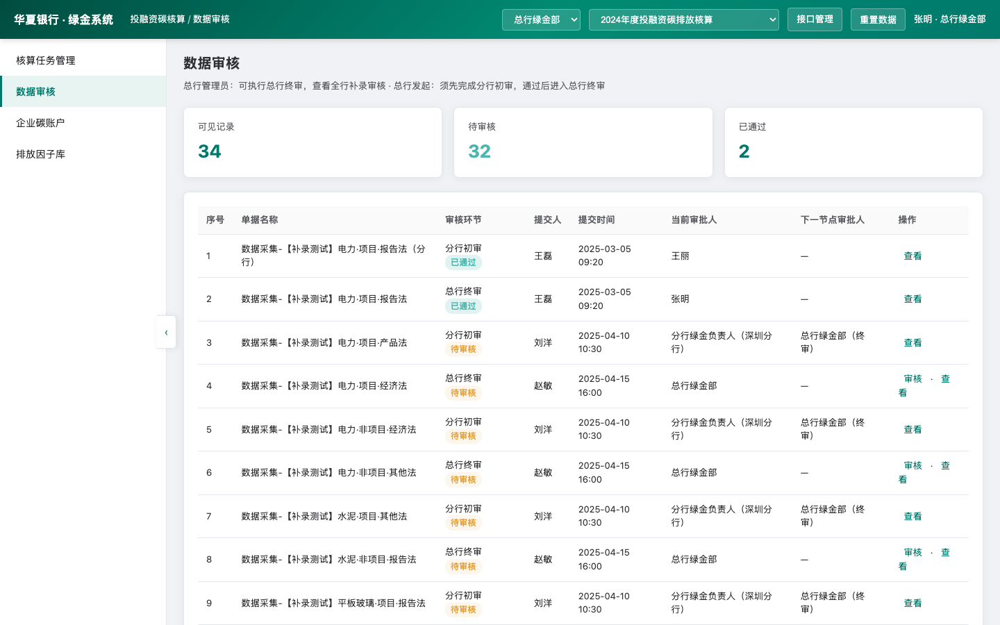 华夏银行 · 绿金系统 投融资碳核算 / 数据审核 总行绿金部 2024年度投融资碳排放核算 接口管理 重置数据 张明 · 总行绿金部
核算任务管理
数据审核
企业碳账户
排放因子库
‹
数据审核
总行管理员：可执行总行终审，查看全行补录审核 · 总行发起：须先完成分行初审，通过后进入总行终审
可见记录 待审核 已通过
34 32 2
序号 单据名称 审核环节 提交人 提交时间 当前审批人 下一节点审批人 操作
1 数据采集-【补录测试】电力·项目·报告法（分行） 分行初审 已通过 王磊 2025-03-05 09:20 王丽 — 查看
2 数据采集-【补录测试】电力·项目·报告法 总行终审 已通过 王磊 2025-03-05 09:20 张明 — 查看
3 数据采集-【补录测试】电力·项目·产品法 分行初审 待审核 刘洋 2025-04-10 10:30 分行绿金负责人（深圳分行） 总行绿金部（终审） 查看
4 数据采集-【补录测试】电力·项目·经济法 总行终审 待审核 赵敏 2025-04-15 16:00 总行绿金部 — 审核 · 查看
5 数据采集-【补录测试】电力·非项目·经济法 分行初审 待审核 刘洋 2025-04-10 10:30 分行绿金负责人（深圳分行） 总行绿金部（终审） 查看
6 数据采集-【补录测试】电力·非项目·其他法 总行终审 待审核 赵敏 2025-04-15 16:00 总行绿金部 — 审核 · 查看
7 数据采集-【补录测试】水泥·项目·其他法 分行初审 待审核 刘洋 2025-04-10 10:30 分行绿金负责人（深圳分行） 总行绿金部（终审） 查看
8 数据采集-【补录测试】水泥·非项目·报告法 总行终审 待审核 赵敏 2025-04-15 16:00 总行绿金部 — 审核 · 查看
9 数据采集-【补录测试】平板玻璃·项目·报告法 分行初审 待审核 刘洋 2025-04-10 10:30 分行绿金负责人（深圳分行） 总行绿金部（终审） 查看